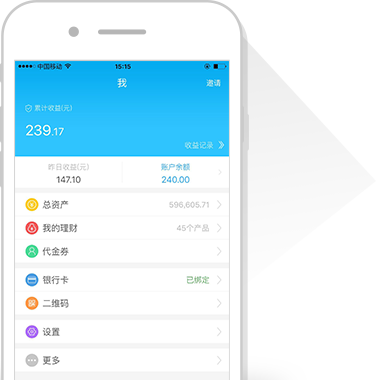 中国移动 15:15
我 邀请
累计收益(元)
239.17
收益记录
昨日收益(元) 账户余额
147.10 240.00
总资产 596,605.71
我的理财 45个产品
代金券
银行卡 已绑定
二维码
设置
更多